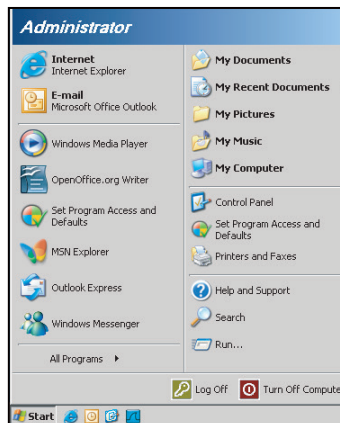 Administrator
Internet
Internet Explorer
E-mail
Microsoft Office Outlook
Windows Media Player
OpenOffice.org Writer
Set Program Access and
Defaults
MSN Explorer
Outlook Express
Windows Messenger
All Programs
My Documents
My Recent Documents
My Pictures
My Music
My Computer
Control Panel
Set Program Access and
Defaults
Printers and Faxes
Help and Support
Search
Run...
Log Off
Turn Off Compute
Start